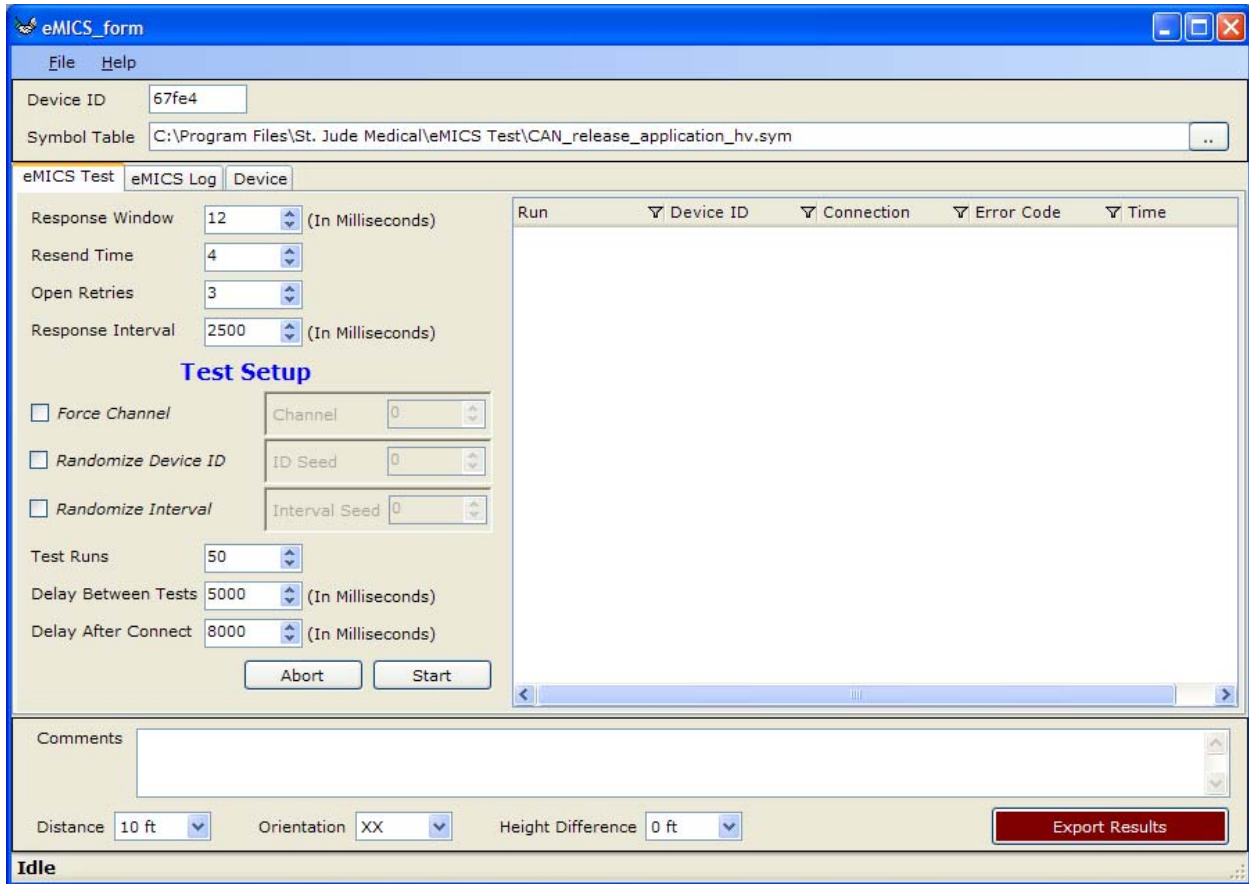 eMICS_form
File Help
Device ID 67fe4
Symbol Table C:\Program Files\St. Jude Medical\eMICS Test\CAN_release_application_hv.sym ..
eMICS Test eMICS Log Device
Response Window 12 (In Milliseconds)
Resend Time 4
Open Retries 3
Response Interval 2500 (In Milliseconds)
Test Setup
Force Channel Channel 0
Randomize Device ID ID Seed 0
Randomize Interval Interval Seed 0
Test Runs 50
Delay Between Tests 5000 (In Milliseconds)
Delay After Connect 8000 (In Milliseconds)
Abort Start
Run Device ID Connection Error Code Time
Comments
Distance 10 ft Orientation XX Height Difference 0 ft Export Results
Idle